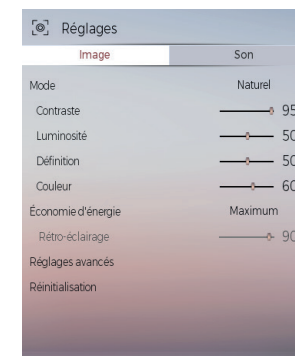 Réglages
Image Son
Mode Naturel
Contraste 95
Luminosité 50
Définition 50
Couleur 60
Économie d'énergie Maximum
Rétro-éclairage 90
Réglages avancés
Réinitialisation